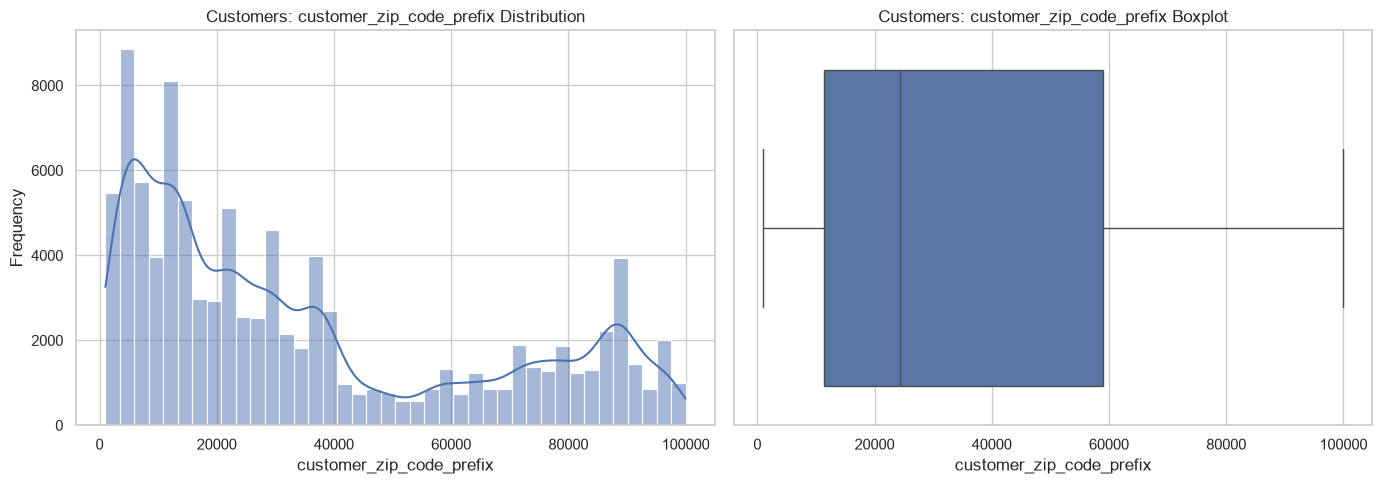 Customers: customer_zip_code_prefix Distribution
8000
6000
4000
2000
0
Frequency
0 20000 40000 60000 80000 100000
customer_zip_code_prefix
Customers: customer_zip_code_prefix Boxplot
0 20000 40000 60000 80000 100000
customer_zip_code_prefix